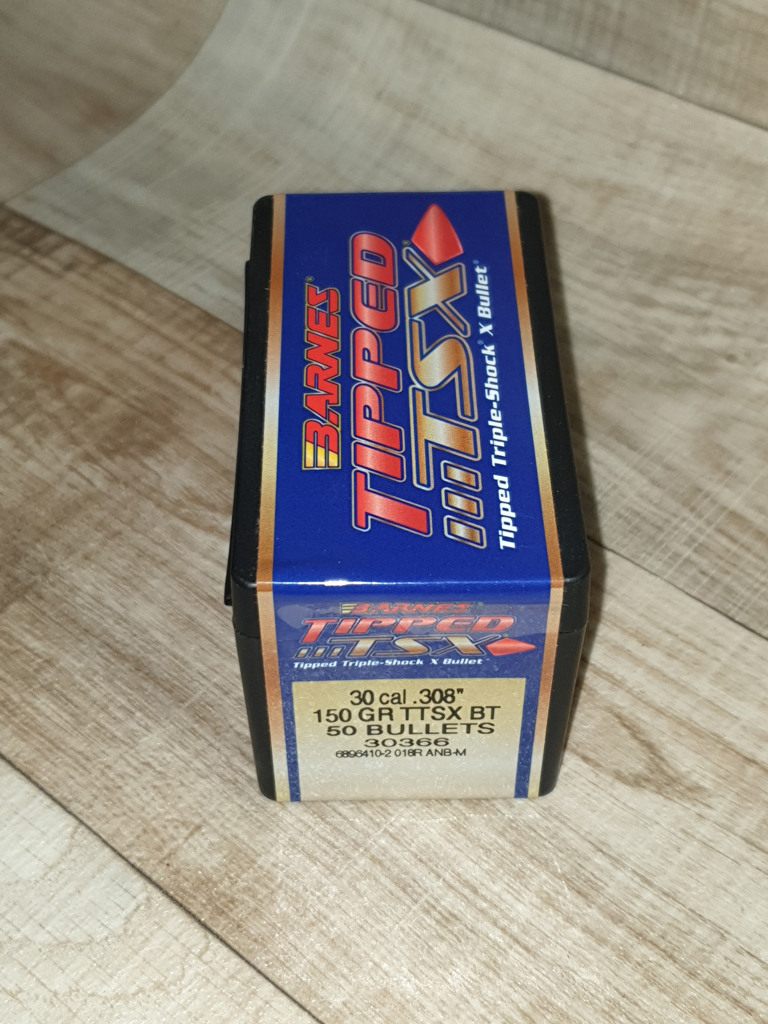 BARNES®
TIPPED
TSX®
Tipped Triple-Shock® X Bullet®
BARNES®
TIPPED
TSX
Tipped Triple-Shock X Bullet™
30 cal .308"
150 GR TTSX BT
50 BULLETS
30366
6896410-2 018R ANB-M